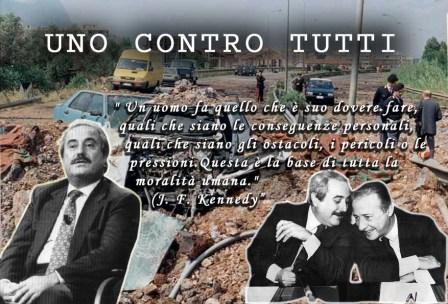 UNO CONTRO TUTTI
" Un uomo fa quello che è suo dovere fare,
quali che siano le conseguenze personali,
quali che siano gli ostacoli, i pericoli o le
pressioni. Questa è la base di tutta la
moralità umana."
(J. F. Kennedy"